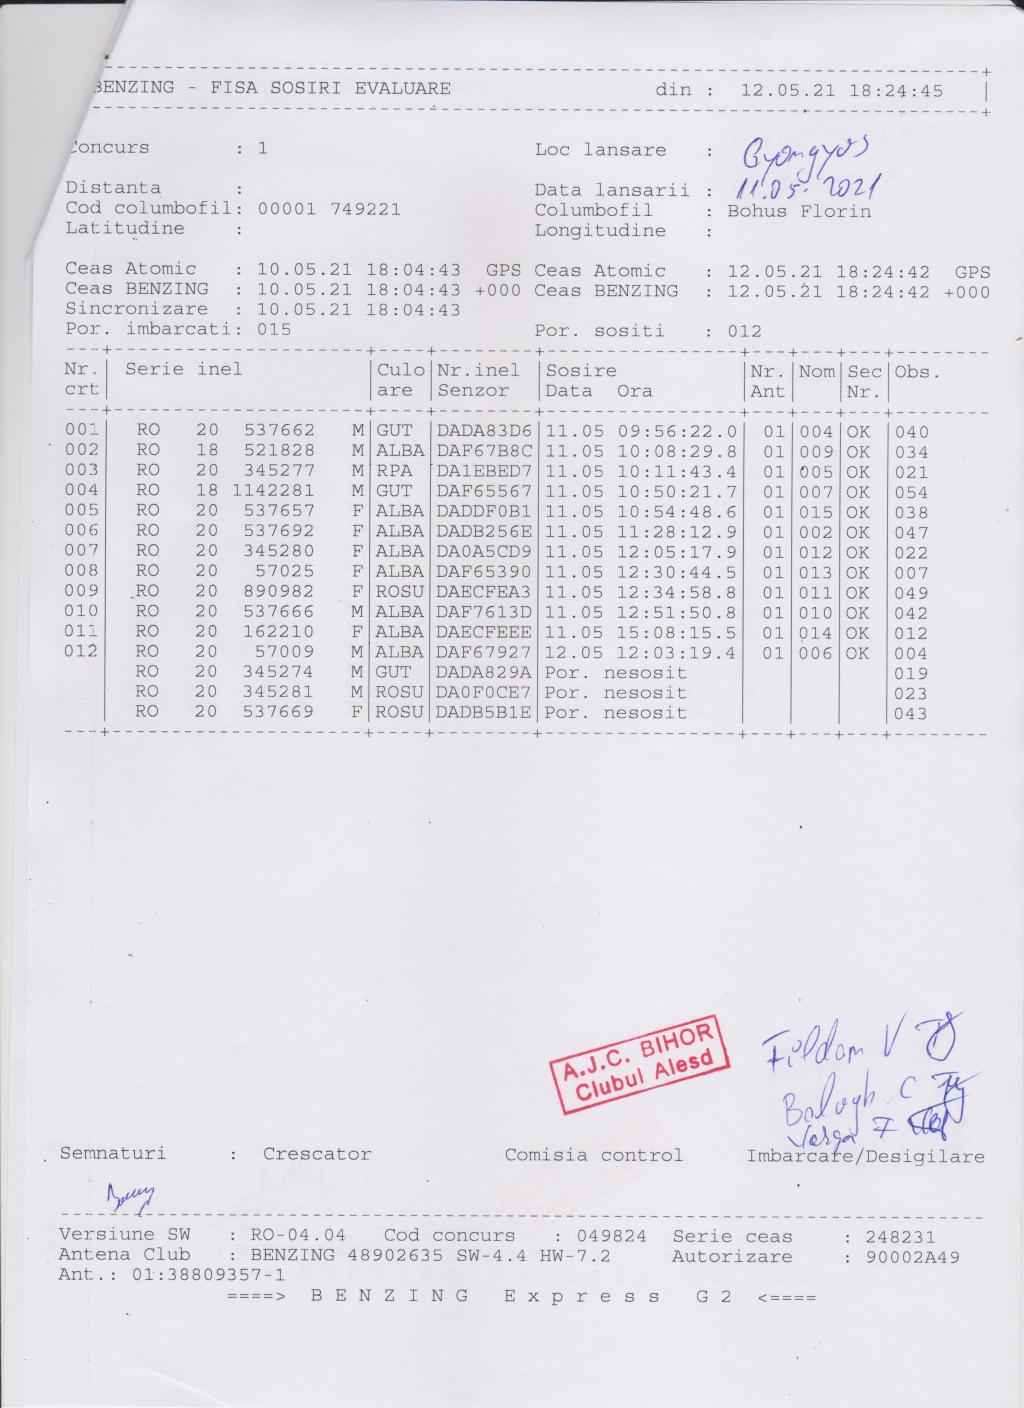 BENZING - FISA SOSIRI EVALUARE din : 12.05.21 18:24:45
Concurs : 1 Loc lansare : Gyongyos
Distanta : Data lansarii : 11.05.2021
Cod columbofil: 00001 749221 Columbofil : Bohus Florin
Latitudine : Longitudine :
Ceas Atomic : 10.05.21 18:04:43 GPS Ceas Atomic : 12.05.21 18:24:42 GPS
Ceas BENZING : 10.05.21 18:04:43 +000 Ceas BENZING : 12.05.21 18:24:42 +000
Sincronizare : 10.05.21 18:04:43
Por. imbarcati: 015 Por. sositi : 012
Nr. Serie inel Culo Nr.inel Sosire Nr. Nom Sec Obs.
crt are Senzor Data Ora Ant Nr.
001 RO 20 537662 M GUT DADA83D6 11.05 09:56:22.0 01 004 OK 040
002 RO 18 521828 M ALBA DAF67B8C 11.05 10:08:29.8 01 009 OK 034
003 RO 20 345277 M RPA DA1EBED7 11.05 10:11:43.4 01 005 OK 021
004 RO 18 1142281 M GUT DAF65567 11.05 10:50:21.7 01 007 OK 054
005 RO 20 537657 F ALBA DADDF0B1 11.05 10:54:48.6 01 015 OK 038
006 RO 20 537692 F ALBA DADB256E 11.05 11:28:12.9 01 002 OK 047
007 RO 20 345280 F ALBA DA0A5CD9 11.05 12:05:17.9 01 012 OK 022
008 RO 20 57025 F ALBA DAF65390 11.05 12:30:44.5 01 013 OK 007
009 RO 20 890982 F ROSU DAECFEA3 11.05 12:34:58.8 01 011 OK 049
010 RO 20 537666 M ALBA DAF7613D 11.05 12:51:50.8 01 010 OK 042
011 RO 20 162210 F ALBA DAECFEEE 11.05 15:08:15.5 01 014 OK 012
012 RO 20 57009 M ALBA DAF67927 12.05 12:03:19.4 01 006 OK 004
RO 20 345274 M GUT DADA829A Por. nesosit 019
RO 20 345281 M ROSU DA0F0CE7 Por. nesosit 023
RO 20 537669 F ROSU DADB5B1E Por. nesosit 043
A.J.C. BIHOR
Clubul Alesd
V
Balogh C
Varga F
Semnaturi : Crescator Comisia control Imbarcare/Desigilare
Versiune SW : RO-04.04 Cod concurs : 049824 Serie ceas : 248231
Antena Club : BENZING 48902635 SW-4.4 HW-7.2 Autorizare : 90002A49
Ant.: 01:38809357-1
====> B E N Z I N G E x p r e s s G 2 <====